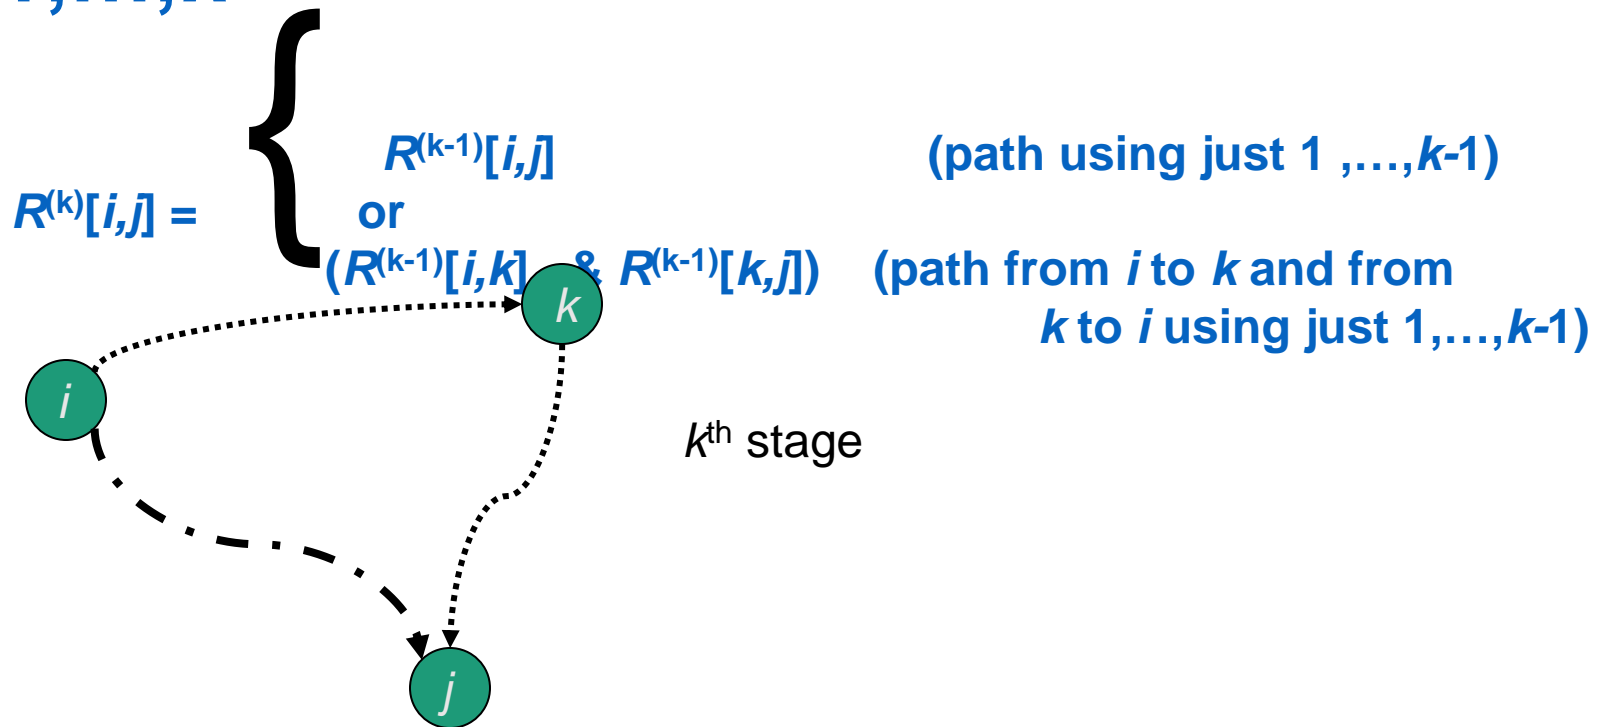 R(k-1)[i,j] (path using just 1 ,…,k-1)
R(k)[i,j] = or
(R(k-1)[i,k] & R(k-1)[k,j]) (path from i to k and from
k to i using just 1,…,k-1)
k
i
kth stage
j